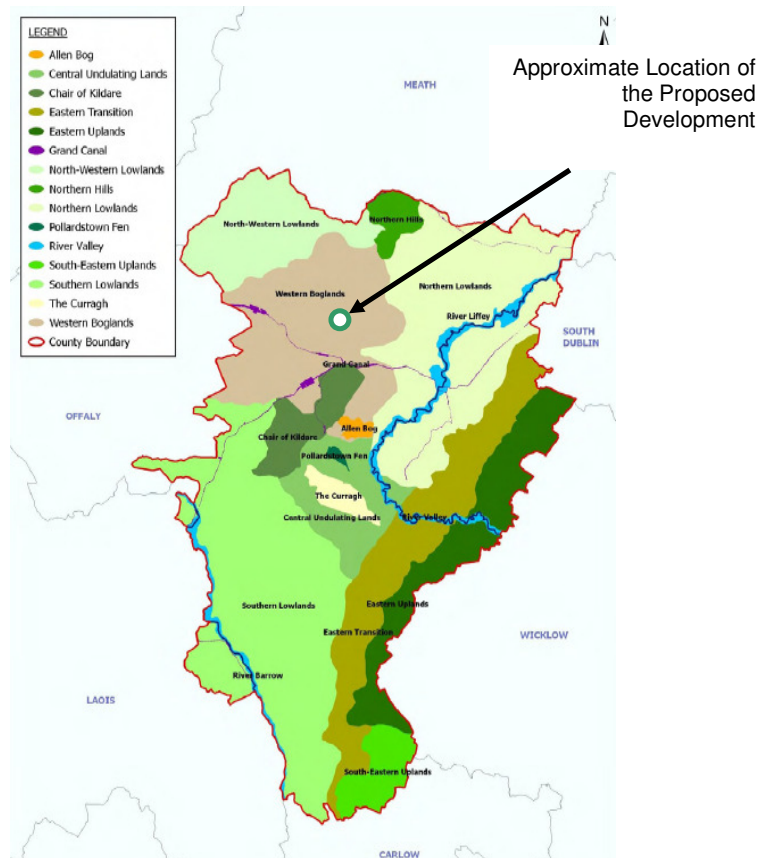 LEGEND
Allen Bog
Central Undulating Lands
Chair of Kildare
Eastern Transition
Eastern Uplands
Grand Canal
North-Western Lowlands
Northern Hills
Northern Lowlands
Pollardstown Fen
River Valley
South-Eastern Uplands
Southern Lowlands
The Curragh
Western Boglands
County Boundary
N
Approximate Location of
the Proposed
Development
MEATH
North-Western Lowlands
Northern Hills
Western Boglands
Northern Lowlands
River Liffey
SOUTH
DUBLIN
Grand Canal
OFFALY
Allen Bog
Chair of Kildare
Pollardstown Fen
The Curragh
Central Undulating Lands
River Valley
Southern Lowlands
Eastern Uplands
Eastern Transition
WICKLOW
River Barrow
LAOIS
South-Eastern Uplands
CARLOW